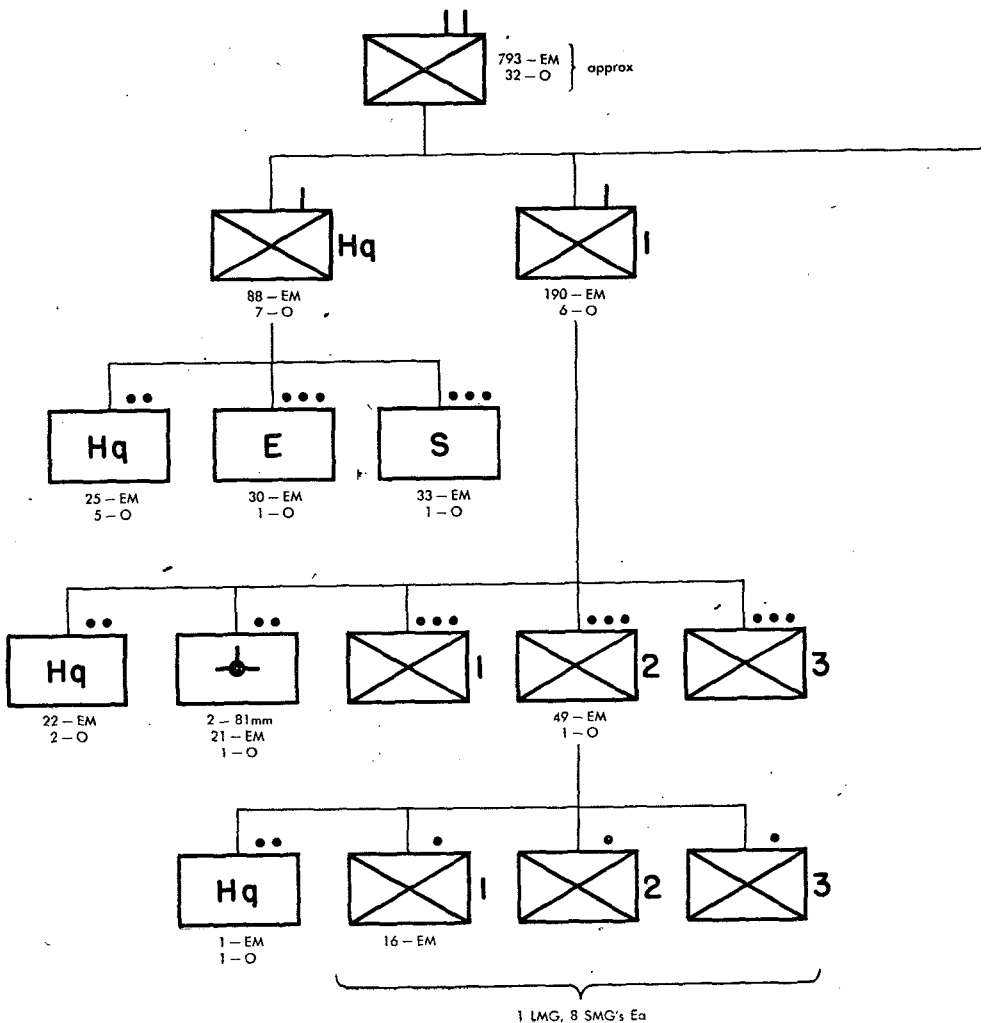 793 – EM
32 – O
approx
Hq
88 – EM
7 – O
1
190 – EM
6 – O
Hq
25 – EM
5 – O
E
30 – EM
1 – O
S
33 – EM
1 – O
Hq
22 – EM
2 – O
2 – 81mm
21 – EM
1 – O
1
2
49 – EM
1 – O
3
Hq
1 – EM
1 – O
1
16 – EM
2
3
1 LMG, 8 SMG's Ea